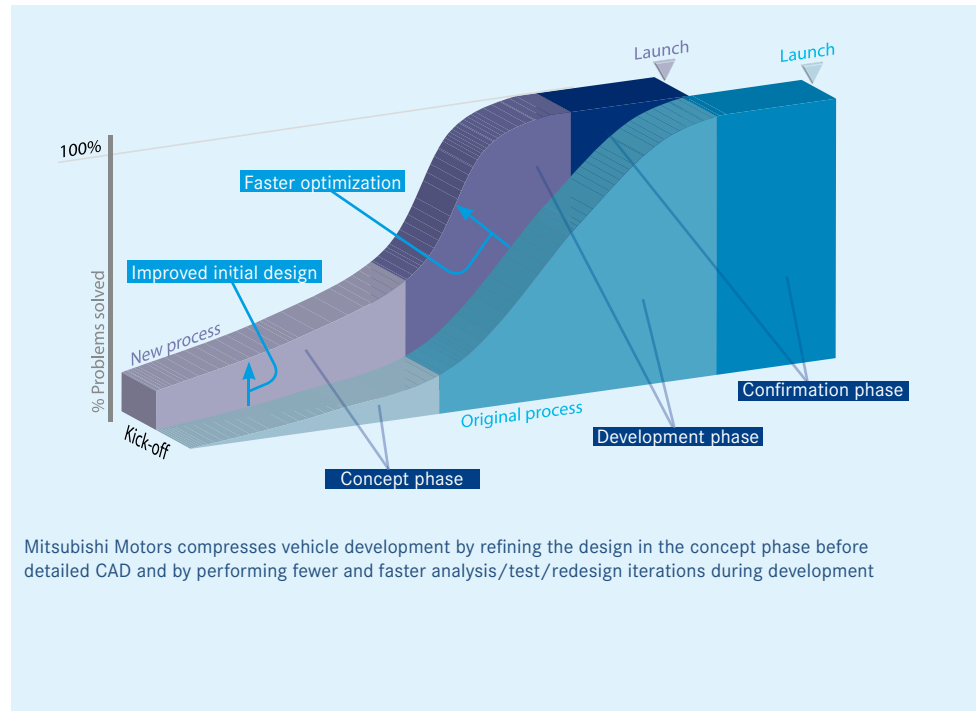 Launch
Launch
100%
Faster optimization
Improved initial design
New process
% Problems solved
Kick-off
Original process
Confirmation phase
Development phase
Concept phase
Mitsubishi Motors compresses vehicle development by refining the design in the concept phase before
detailed CAD and by performing fewer and faster analysis/test/redesign iterations during development